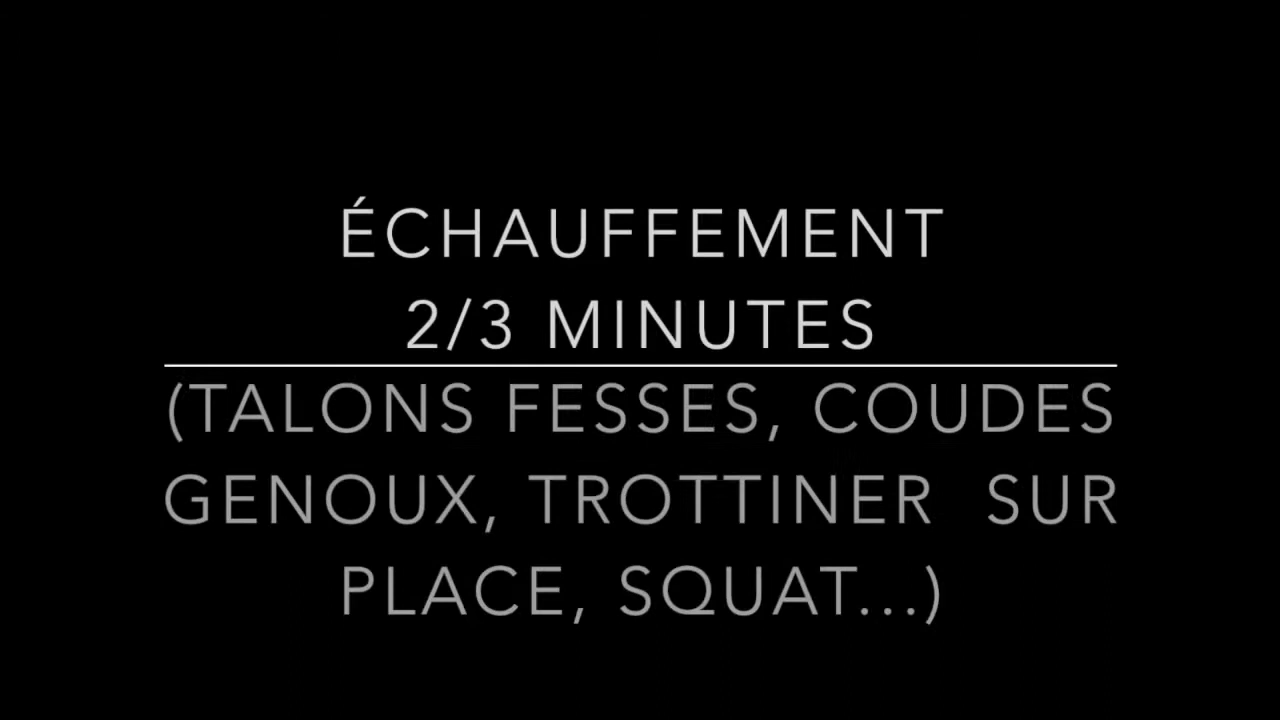 ÉCHAUFFEMENT
2/3 MINUTES
(TALONS FESSES, COUDES
GENOUX, TROTTINER  SUR
PLACE, SQUAT...)